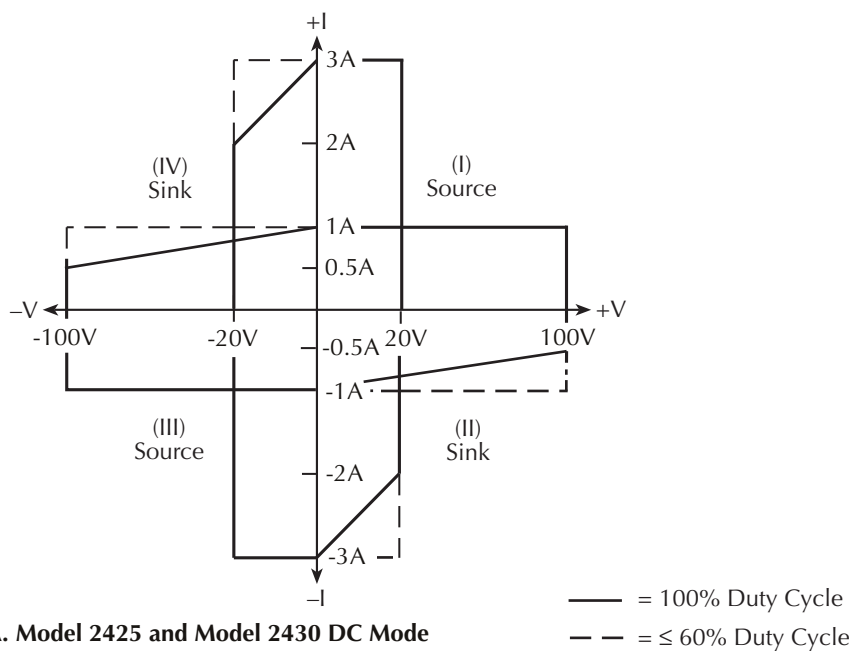 +I
3A
2A
(IV)
Sink
(I)
Source
1A
0.5A
–V
+V
-100V
-20V
20V
100V
-0.5A
-1A
(III)
Source
(II)
Sink
-2A
-3A
–I
= 100% Duty Cycle
= ≤ 60% Duty Cycle
. Model 2425 and Model 2430 DC Mode